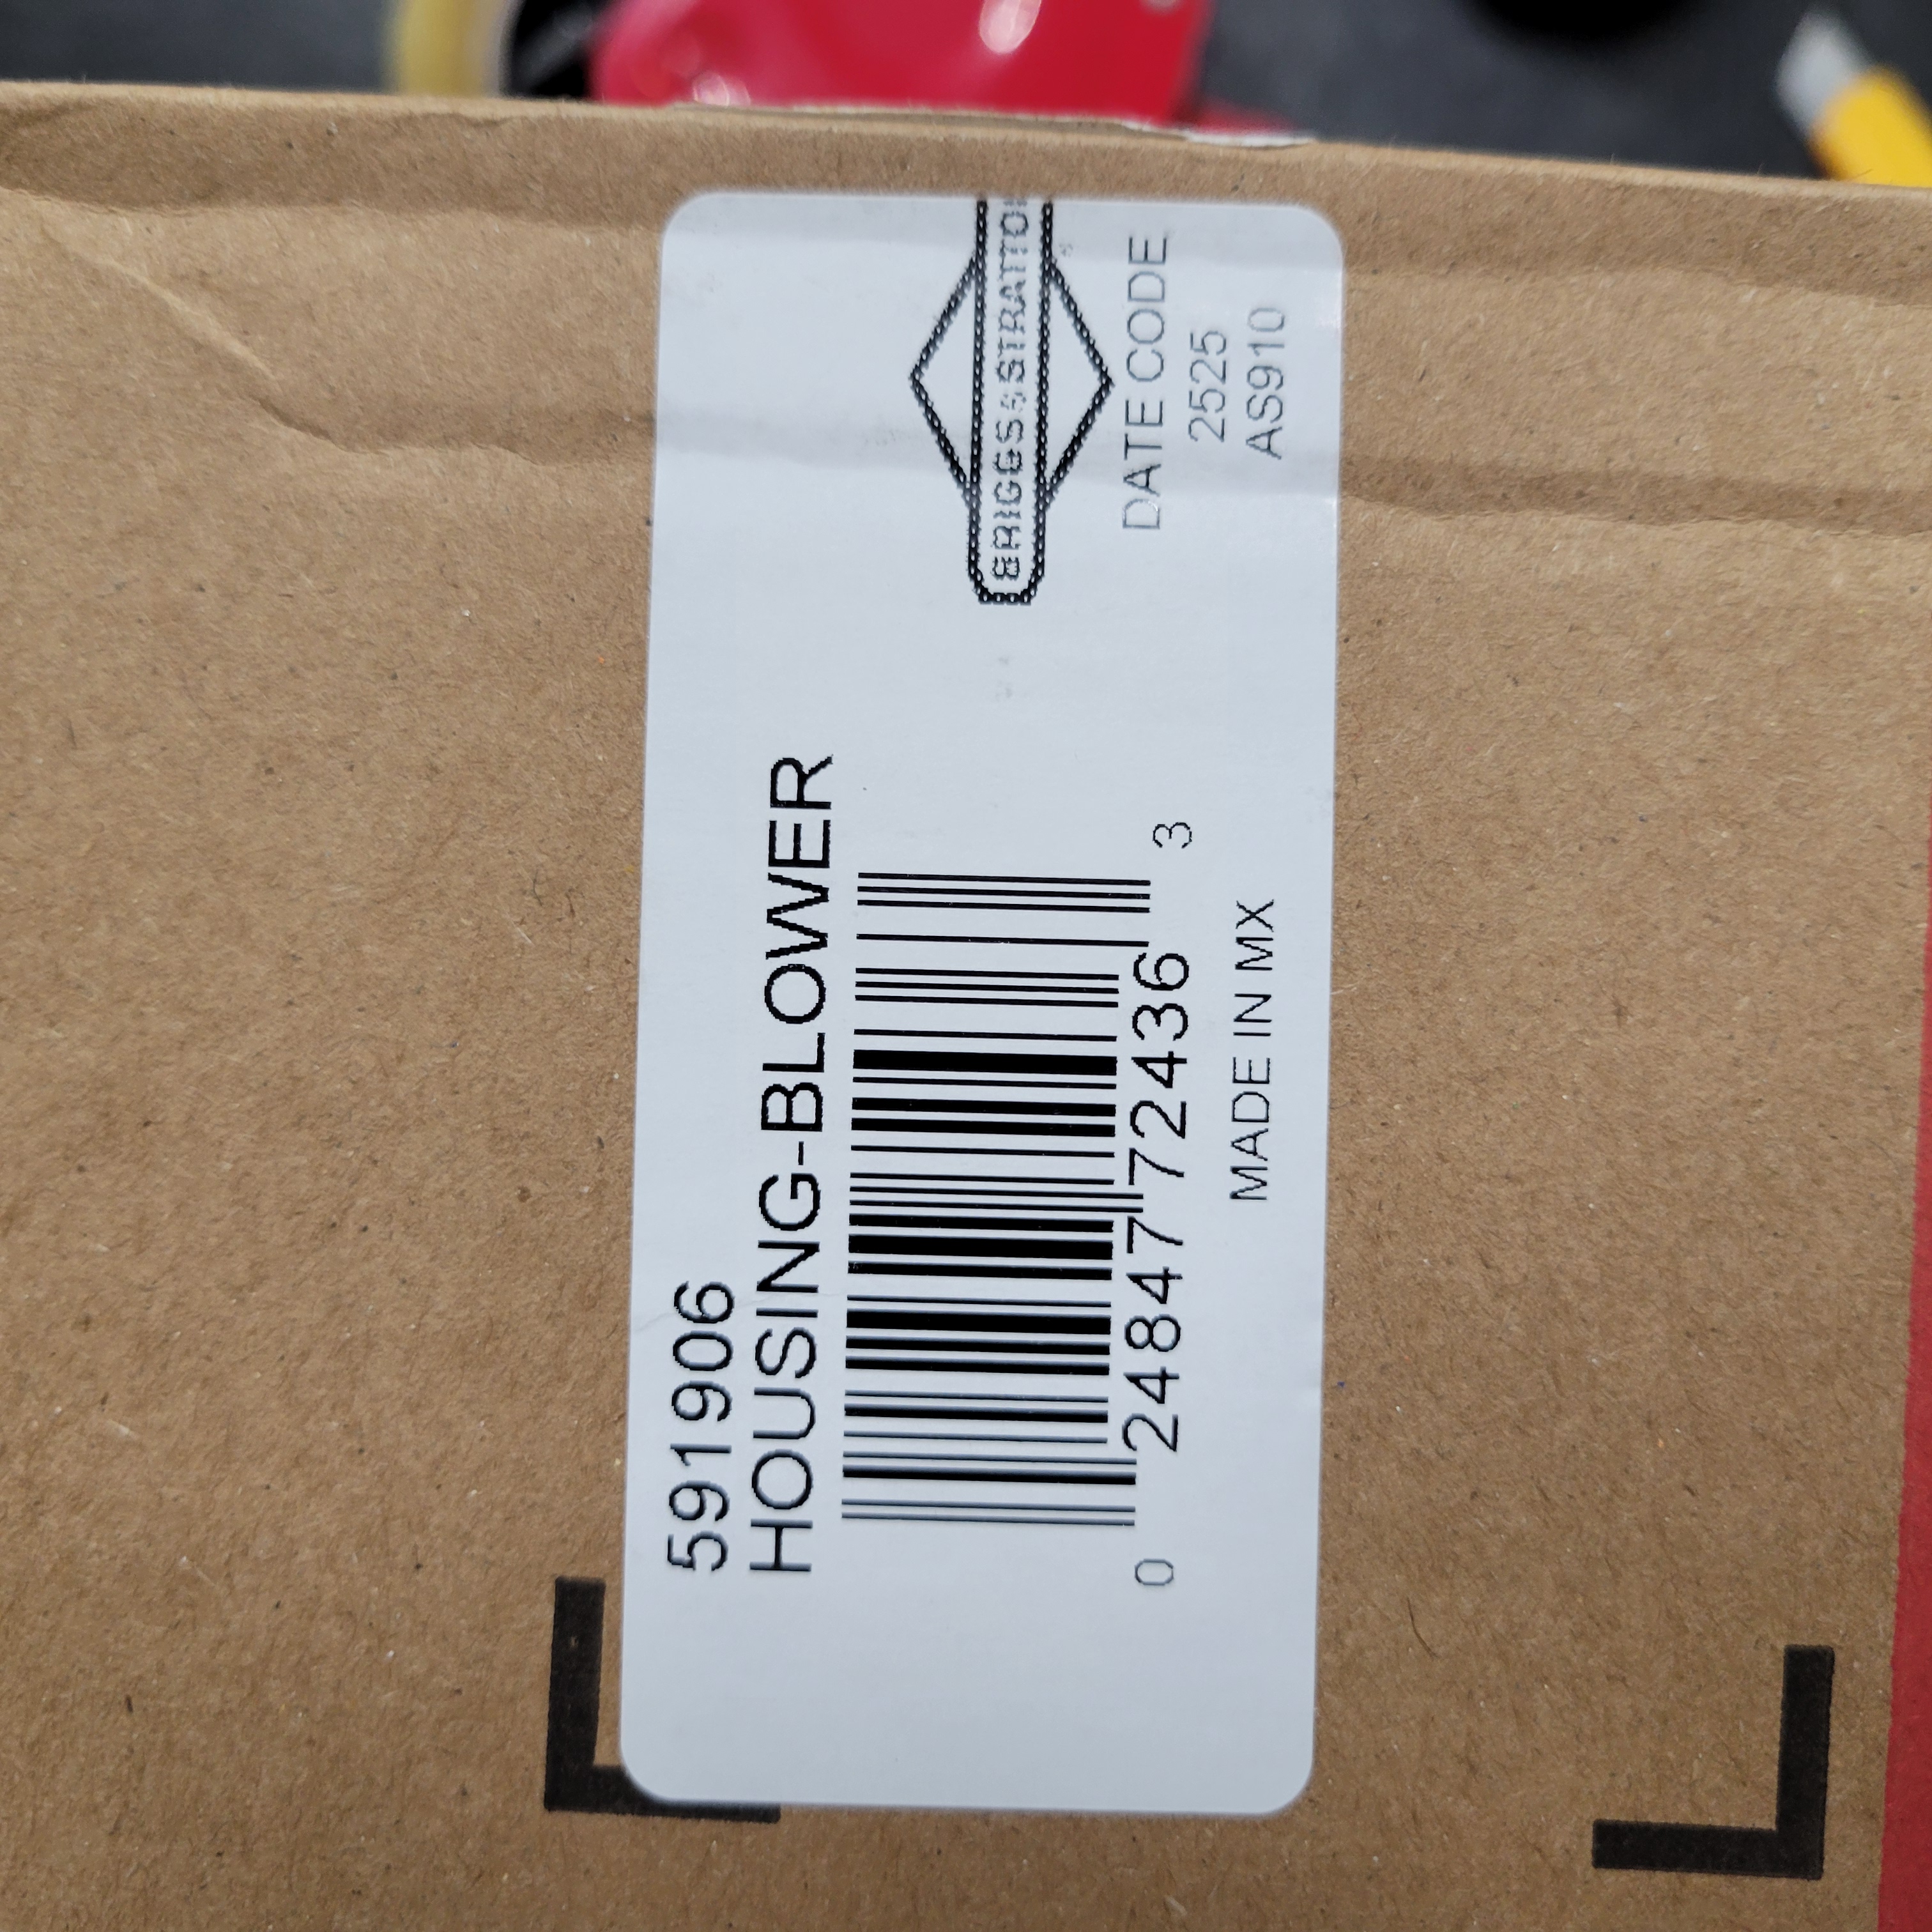 591906
HOUSING-BLOWER
0 24847 72436 3
MADE IN MX
BRIGGS & STRATTON
DATE CODE
2525
AS910